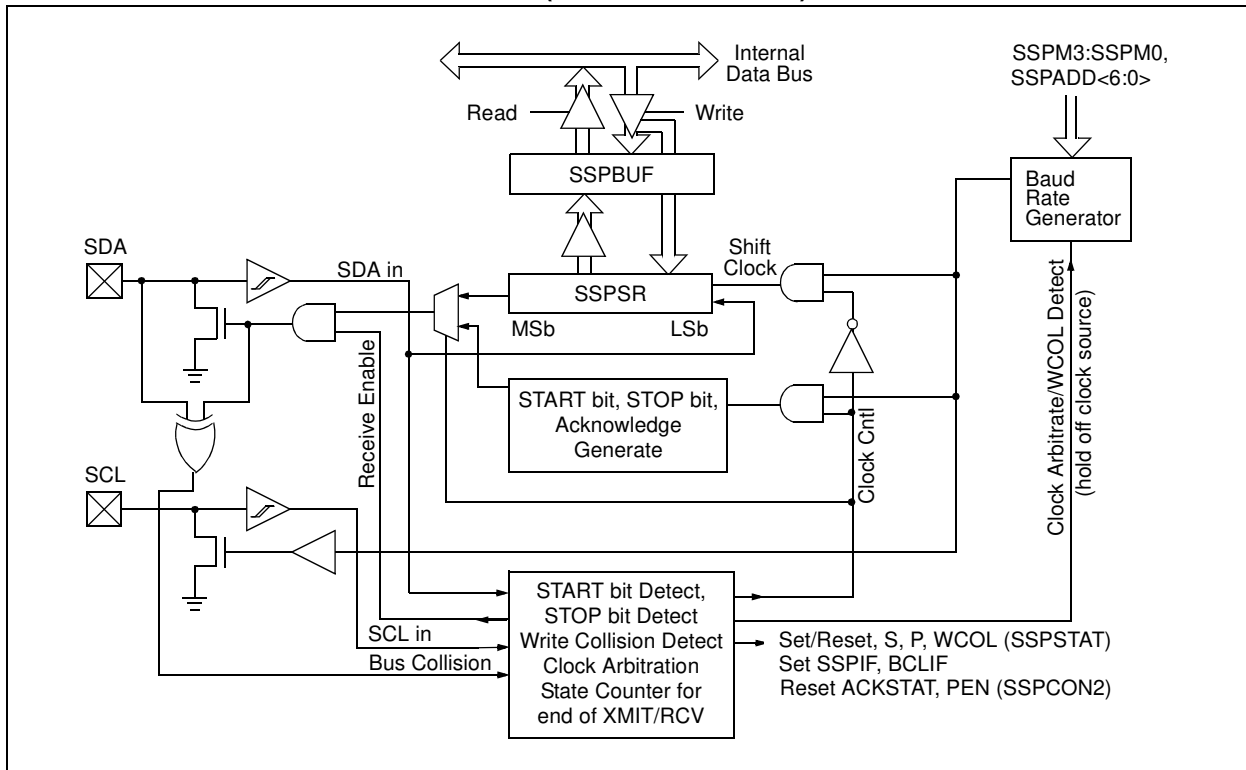 Internal
Data Bus
SSPM3:SSPM0,
SSPADD<6:0>
Read
Write
SSPBUF
Baud
Rate
Generator
SDA
SDA in
Shift
Clock
SSPSR
MSb
LSb
START bit, STOP bit,
Acknowledge
Generate
Receive Enable
Clock Cntl
Clock Arbitrate/WCOL Detect
(hold off clock source)
SCL
START bit Detect,
STOP bit Detect
Write Collision Detect
Clock Arbitration
State Counter for
end of XMIT/RCV
SCL in
Bus Collision
Set/Reset, S, P, WCOL (SSPSTAT)
Set SSPIF, BCLIF
Reset ACKSTAT, PEN (SSPCON2)